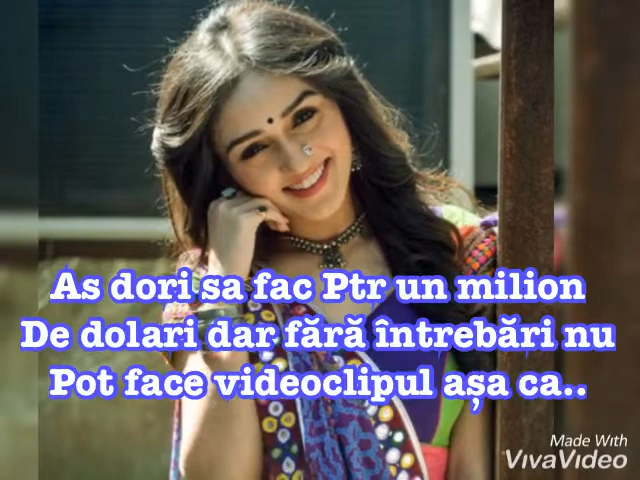 As dori sa fac Ptr un milion
De dolari dar fără întrebări nu
Pot face videoclipul așa ca..
Made With
VivaVideo